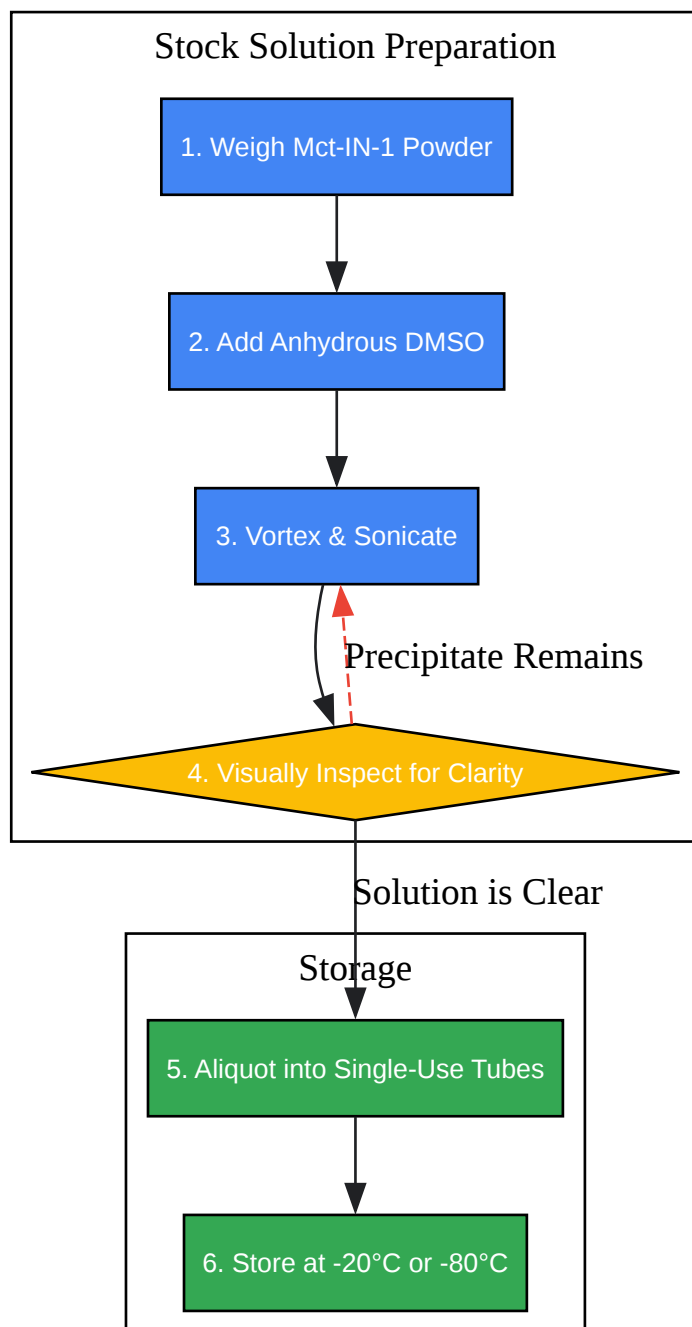 Stock Solution Preparation
1. Weigh Mct-IN-1 Powder
2. Add Anhydrous DMSO
3. Vortex & Sonicate
Precipitate Remains
4. Visually Inspect for Clarity
Solution is Clear
Storage
5. Aliquot into Single-Use Tubes
6. Store at -20°C or -80°C